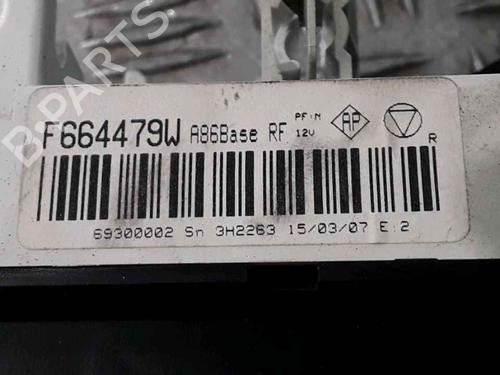 B-PARTS
F664479W A86Base RF PF:N 12V AP
R
69300002 Sn 3H2263 15/03/07 E:2